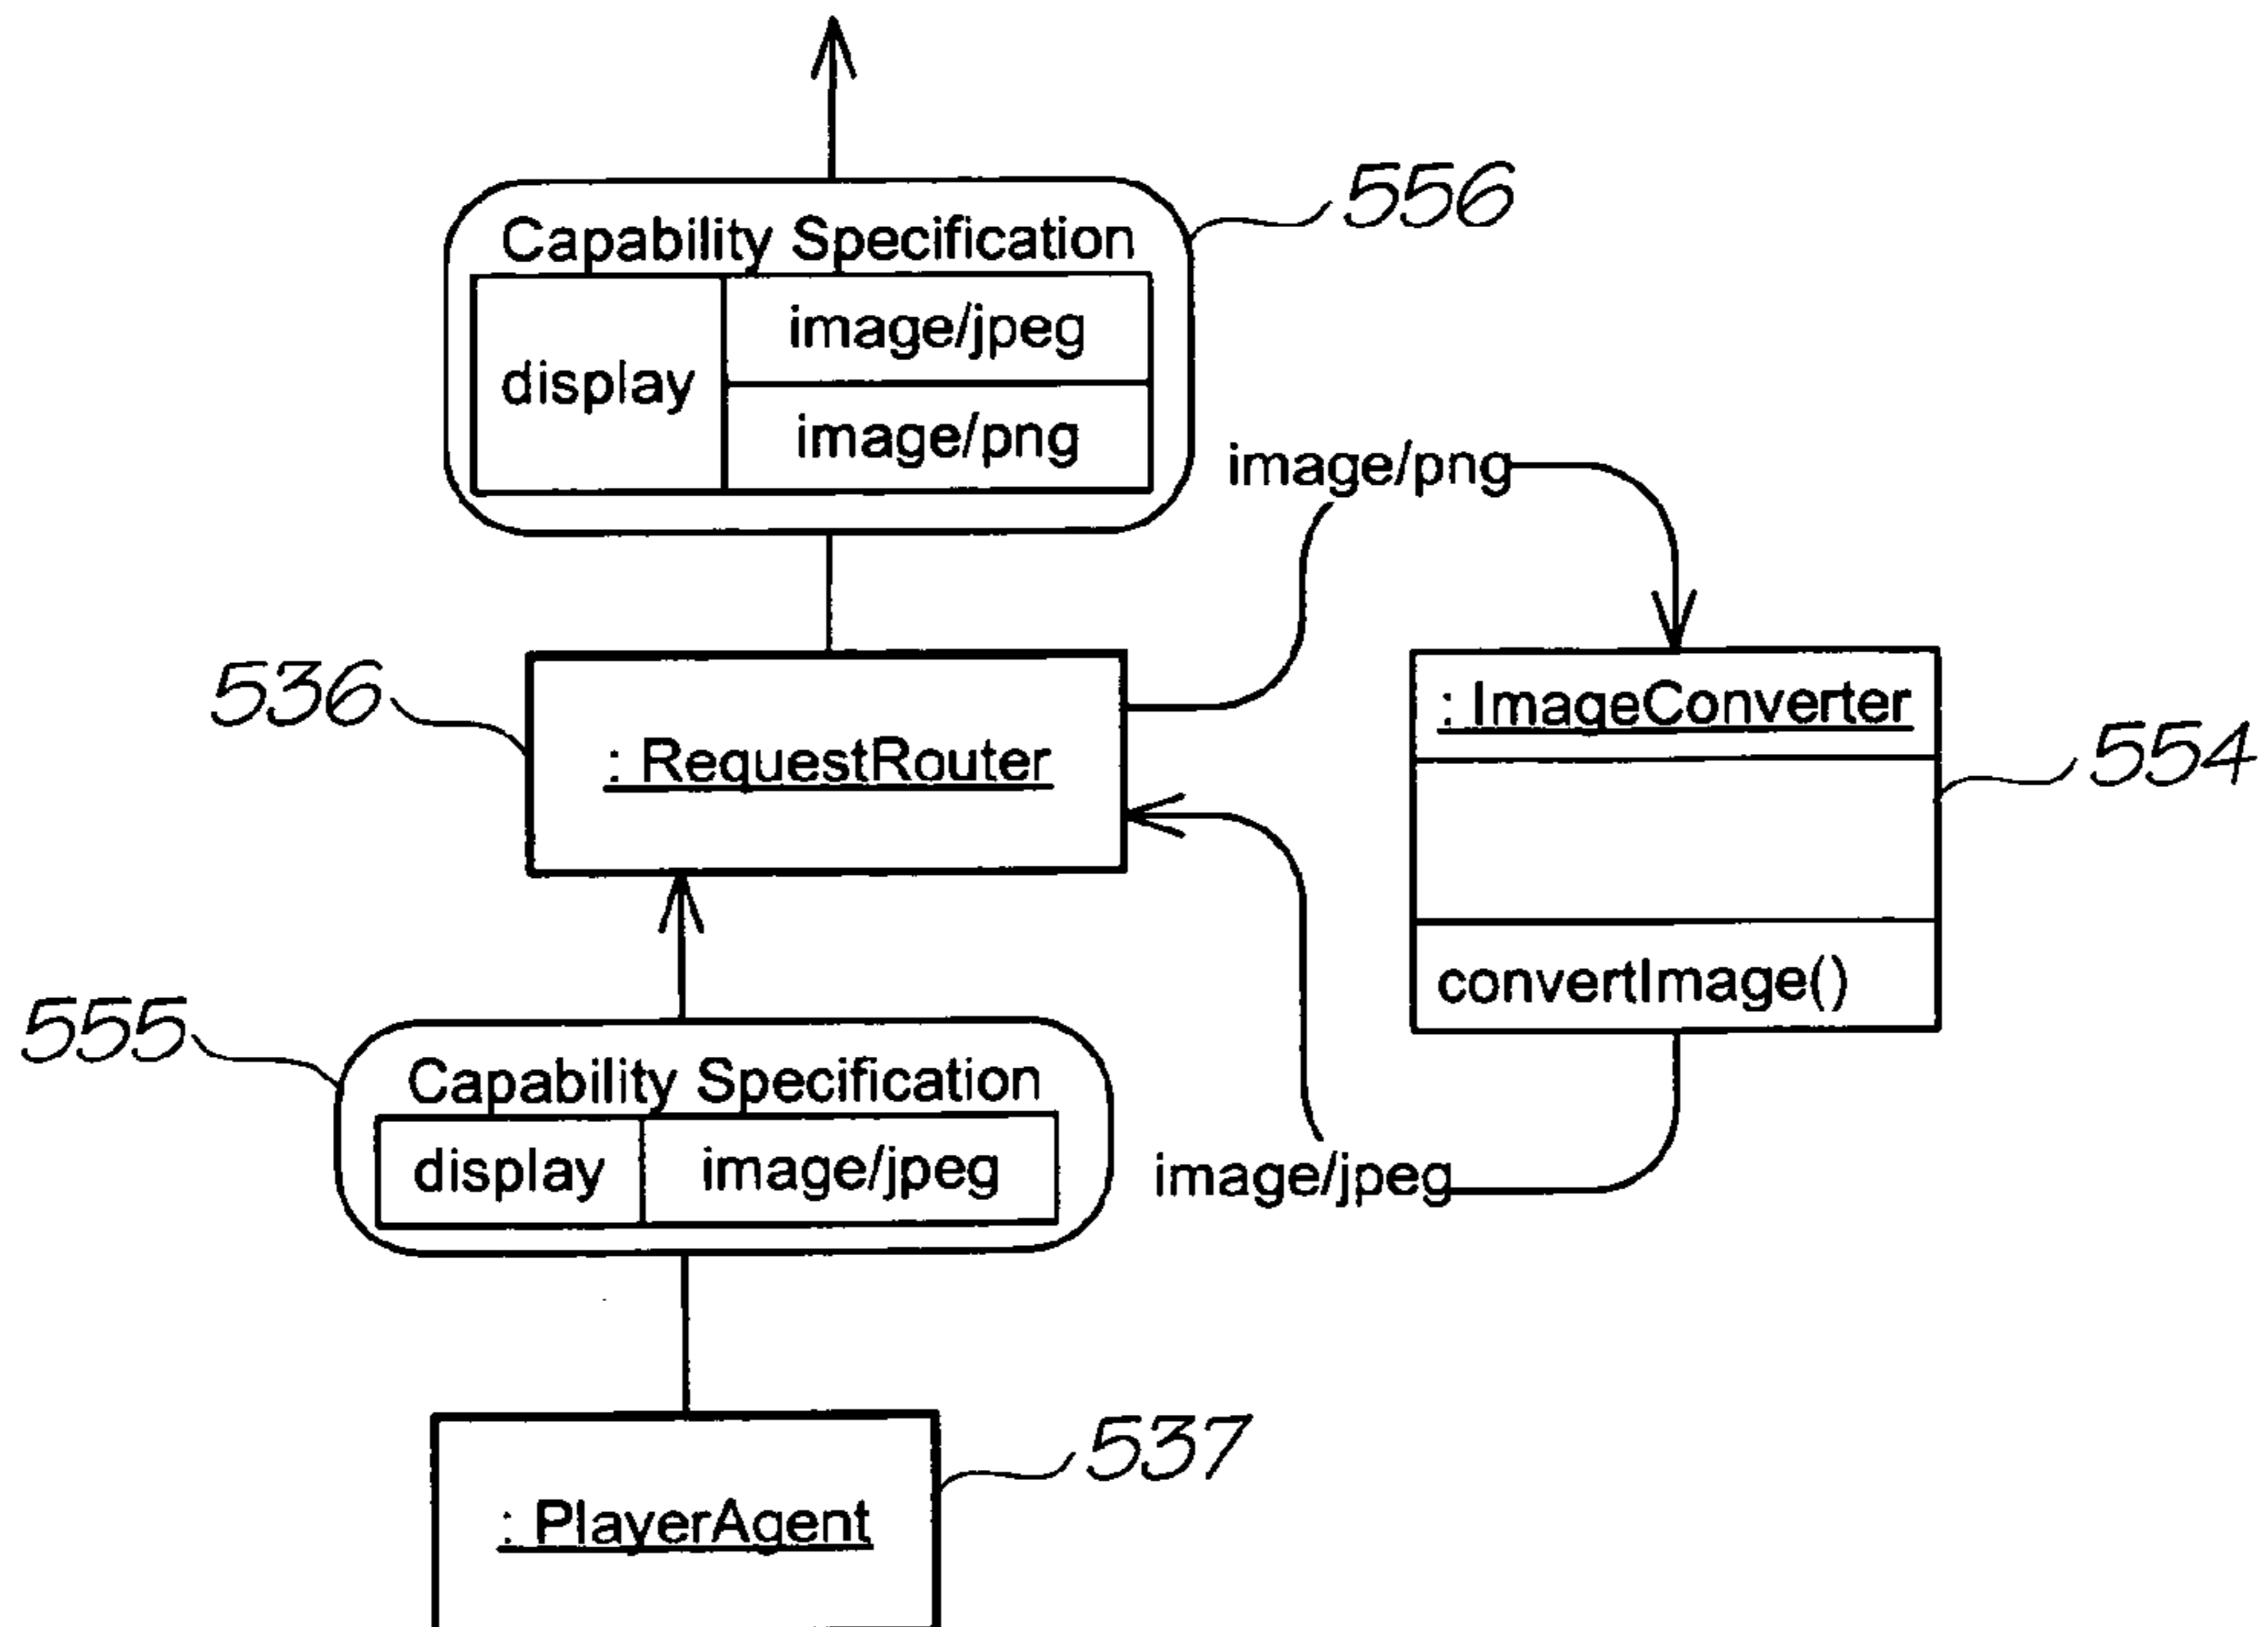 556
Capability Specification
display
image/jpeg
image/png
image/png
536
: RequestRouter
: ImageConverter
554
convertImage()
555
Capability Specification
display
image/jpeg
image/jpeg
537
: PlayerAgent